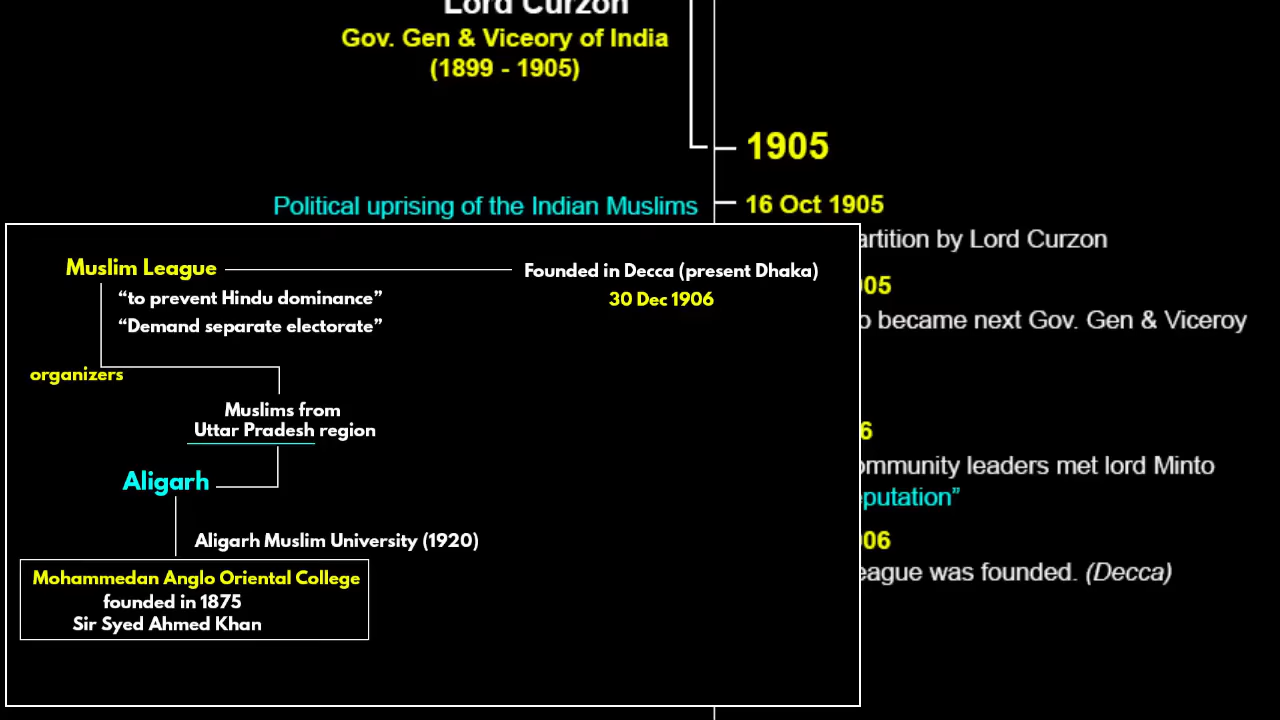 Lord Curzon
Gov. Gen & Viceory of India
(1899 - 1905)
1905
Political uprising of the Indian Muslims
16 Oct 1905
artition by Lord Curzon
05
o became next Gov. Gen & Viceroy
6
ommunity leaders met lord Minto
eputation”
06
eague was founded. (Decca)
Muslim League
Founded in Decca (present Dhaka)
30 Dec 1906
“to prevent Hindu dominance”
“Demand separate electorate”
organizers
Muslims from
Uttar Pradesh region
Aligarh
Aligarh Muslim University (1920)
Mohammedan Anglo Oriental College
founded in 1875
Sir Syed Ahmed Khan